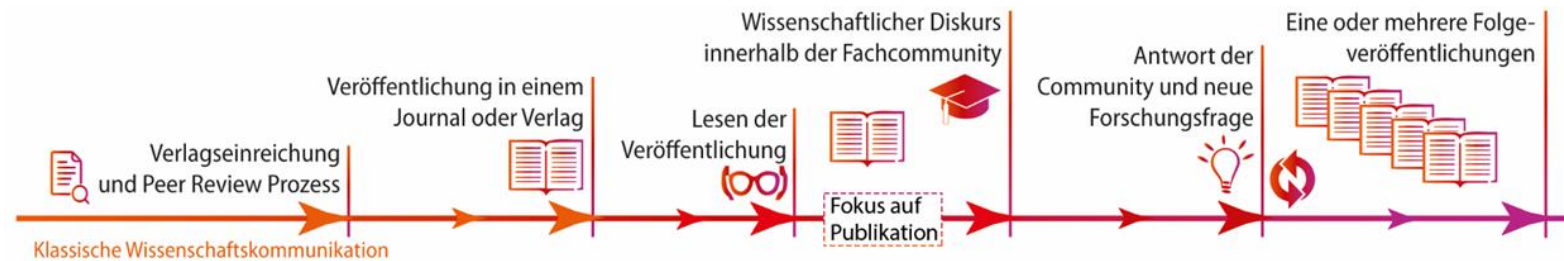 Verlagseinreichung
und Peer Review Prozess
Veröffentlichung in einem
Journal oder Verlag
Lesen der
Veröffentlichung
Fokus auf
Publikation
Wissenschaftlicher Diskurs
innerhalb der Fachcommunity
Antwort der
Community und neue
Forschungsfrage
Eine oder mehrere Folge-
veröffentlichungen
Klassische Wissenschaftskommunikation